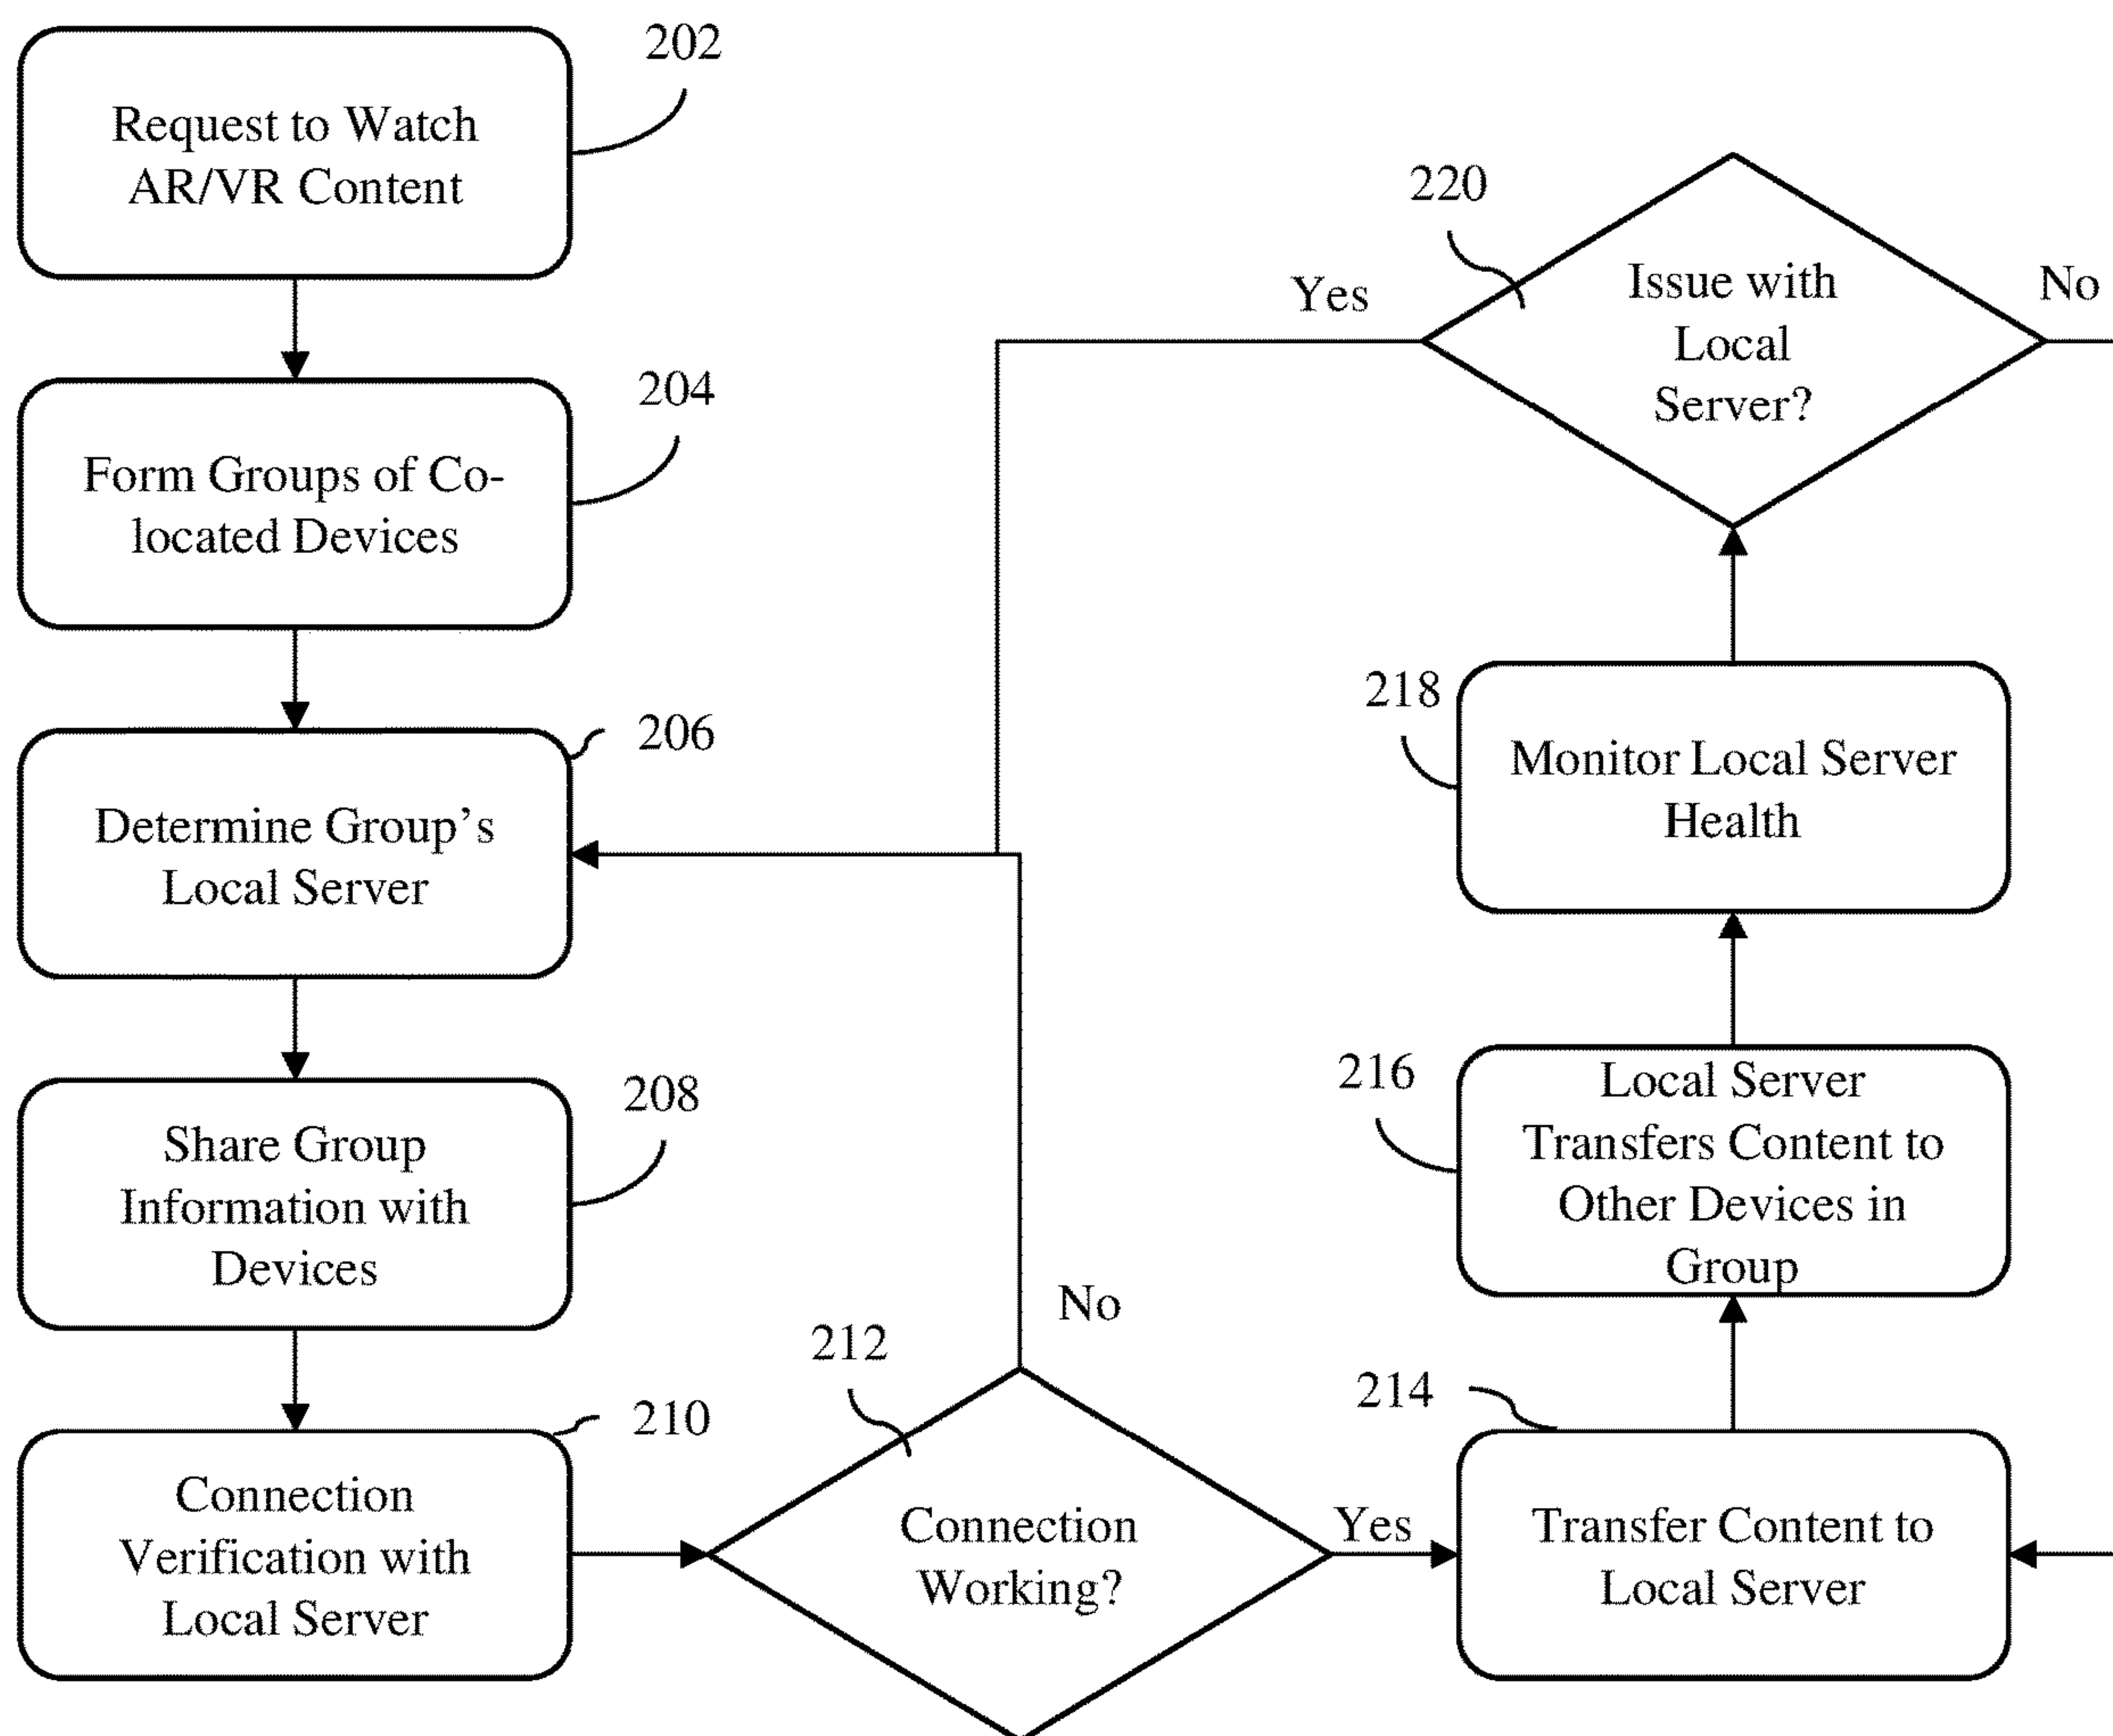 202
Request to Watch
AR/VR Content
204
Form Groups of Co-
located Devices
206
Determine Group’s
Local Server
208
Share Group
Information with
Devices
210
Connection
Verification with
Local Server
212
Connection
Working?
No
Yes
214
Transfer Content to
Local Server
216
Local Server
Transfers Content to
Other Devices in
Group
218
Monitor Local Server
Health
220
Issue with
Local
Server?
Yes
No